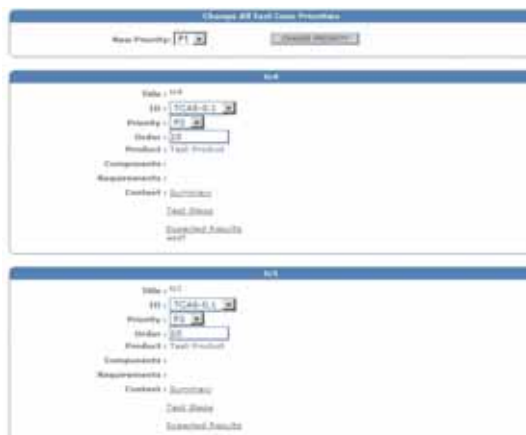 Change All Test Case Priorities
New Priority: P1 CHANGE PRIORITY
N/A
Title : N/A
ID : TCAS-0.1
Priority :
Order : 10
Product : Test Product
Components :
Requirements :
Content : Summary
Test Steps
Expected Results
Title :
ID : TCAS-0.1
Priority :
Order :
Product : Test Product
Components :
Requirements :
Content : Summary
Test Steps
Expected Results